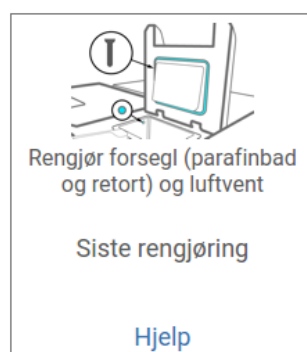 Rengjør forsegl (parafinbad
og retort) og luftvent
Siste rengjøring
Hjelp